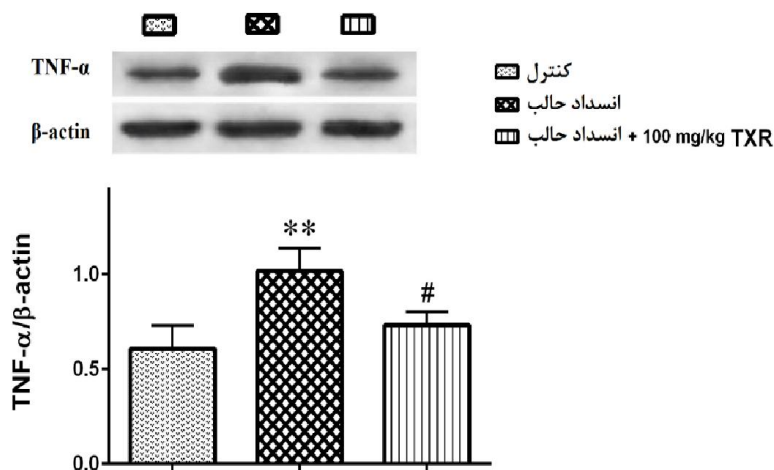 TNF-α
β-actin
کنترل
انسداد حالب
انسداد حالب + 100 mg/kg TXR
TNF-α/β-actin
1.0
0.5
0.0
**
#